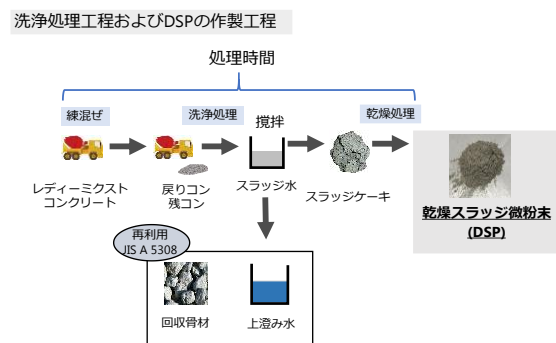 洗浄処理工程およびDSPの作製工程
処理時間
練混ぜ
洗浄処理
撹拌
乾燥処理
レディーミクスト
コンクリート
戻りコン
残コン
スラッジ水
スラッジケーキ
乾燥スラッジ微粉末
(DSP)
再利用
JIS A 5308
回収骨材
上澄み水